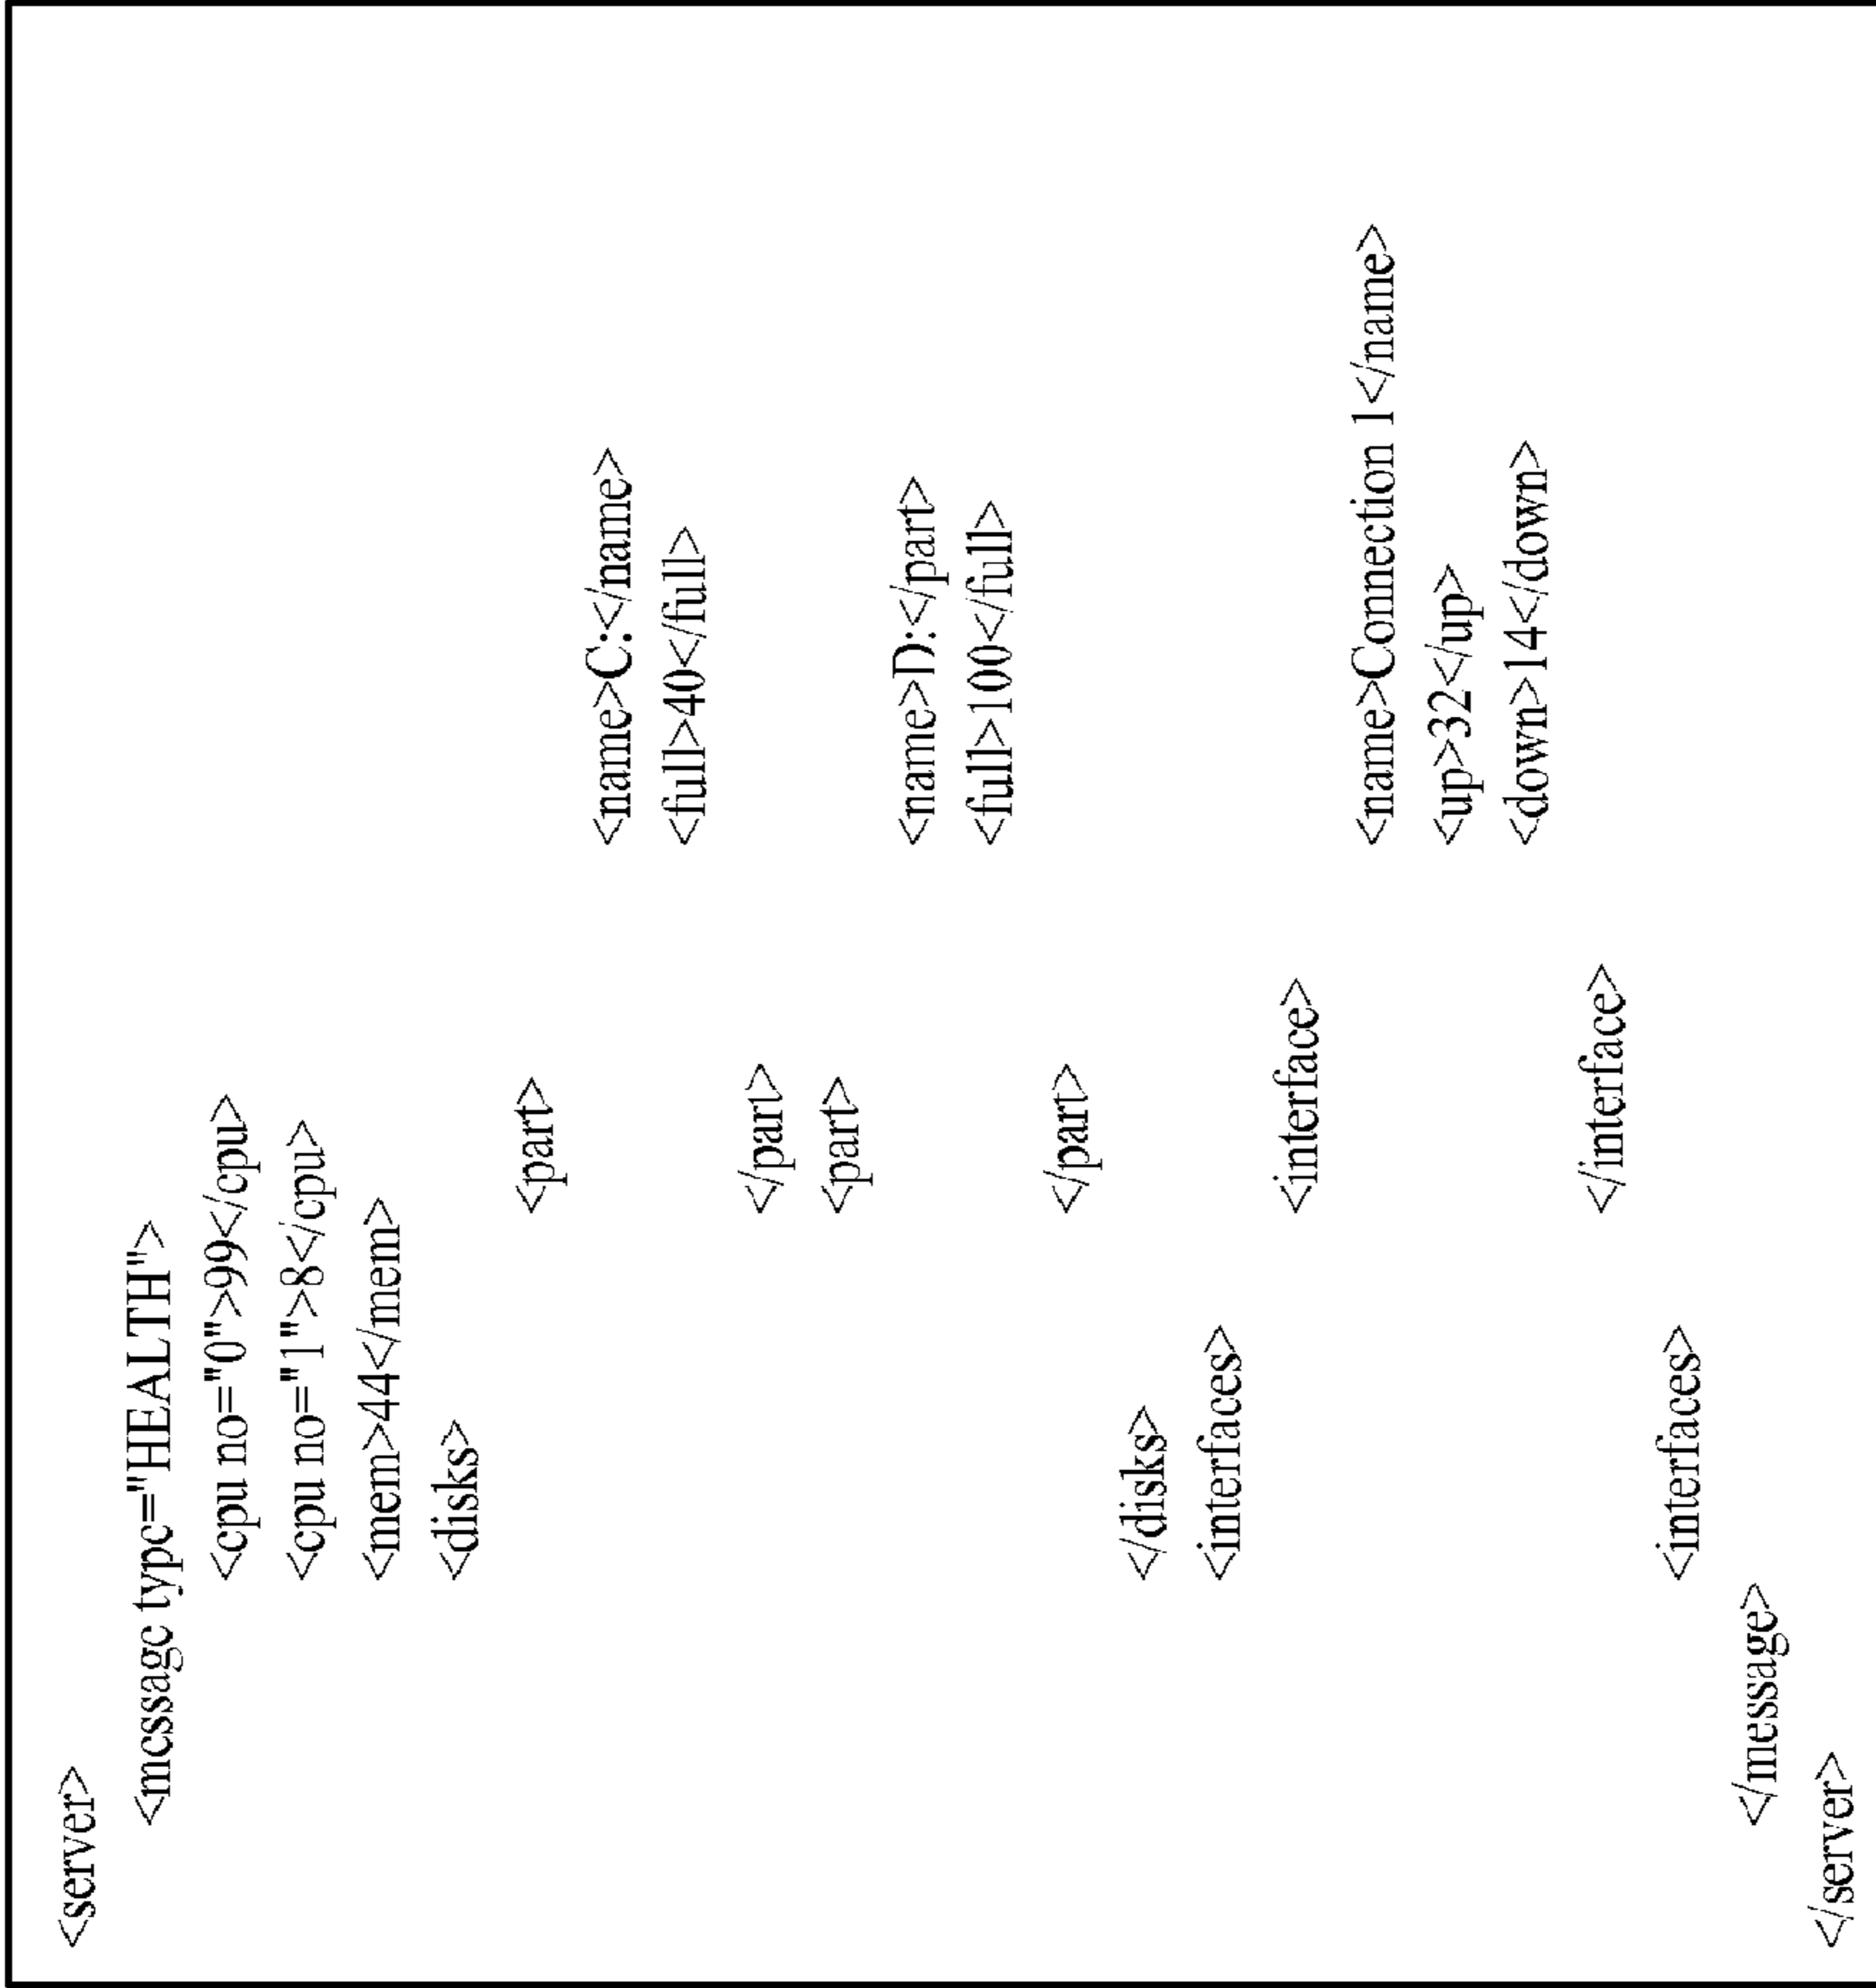 <server>
<message type="HEALTH">
<cpu no="0">99</cpu>
<cpu no="1">8</cpu>
<mem>44</mem>
<disks>
<part>
<name>C:</name>
<full>40</full>
</part>
<part>
<name>D:</part>
<full>100</full>
</part>
</disks>
<interfaces>
<interface>
<name>Connection 1</name>
<up>32</up>
<down>14</down>
</interface>
<interfaces>
</message>
</server>